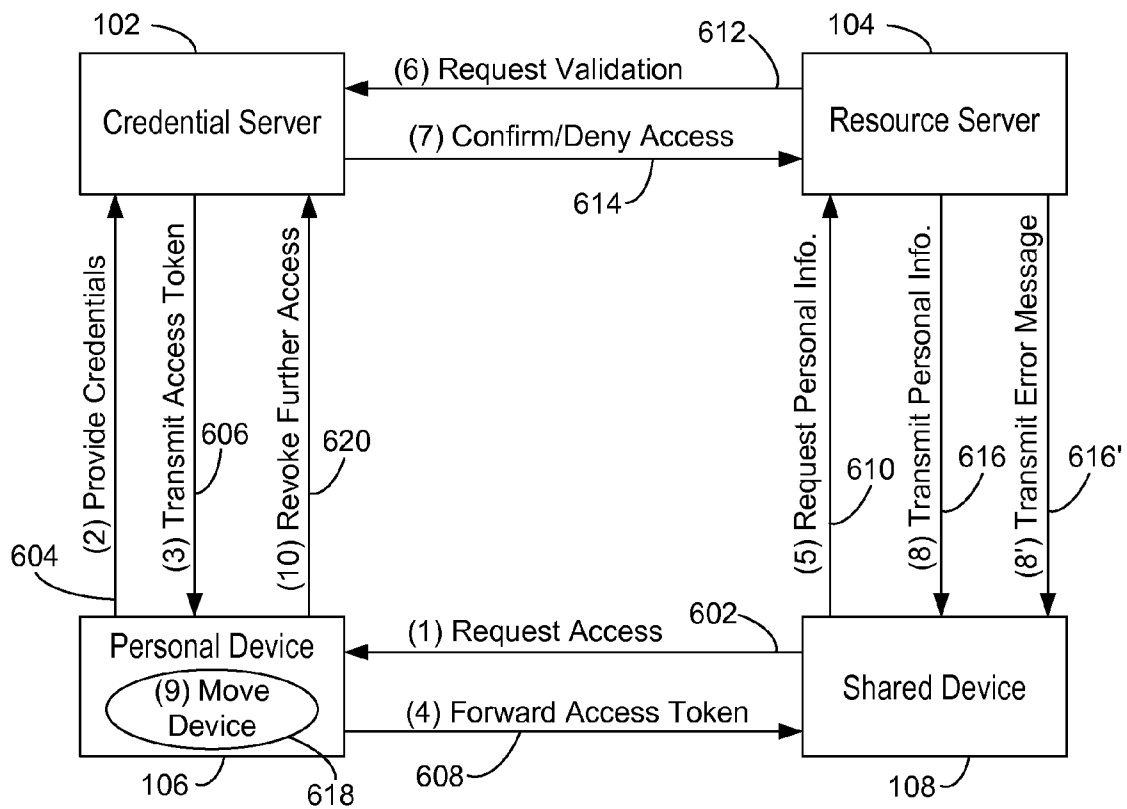 102
104
612
(6) Request Validation
Credential Server
Resource Server
(7) Confirm/Deny Access
614
(2) Provide Credentials
(3) Transmit Access Token
(10) Revoke Further Access
(5) Request Personal Info.
(8) Transmit Personal Info.
(8') Transmit Error Message
606
620
610
616
616'
604
602
(1) Request Access
Personal Device
(9) Move
Device
Shared Device
(4) Forward Access Token
608
106
618
108